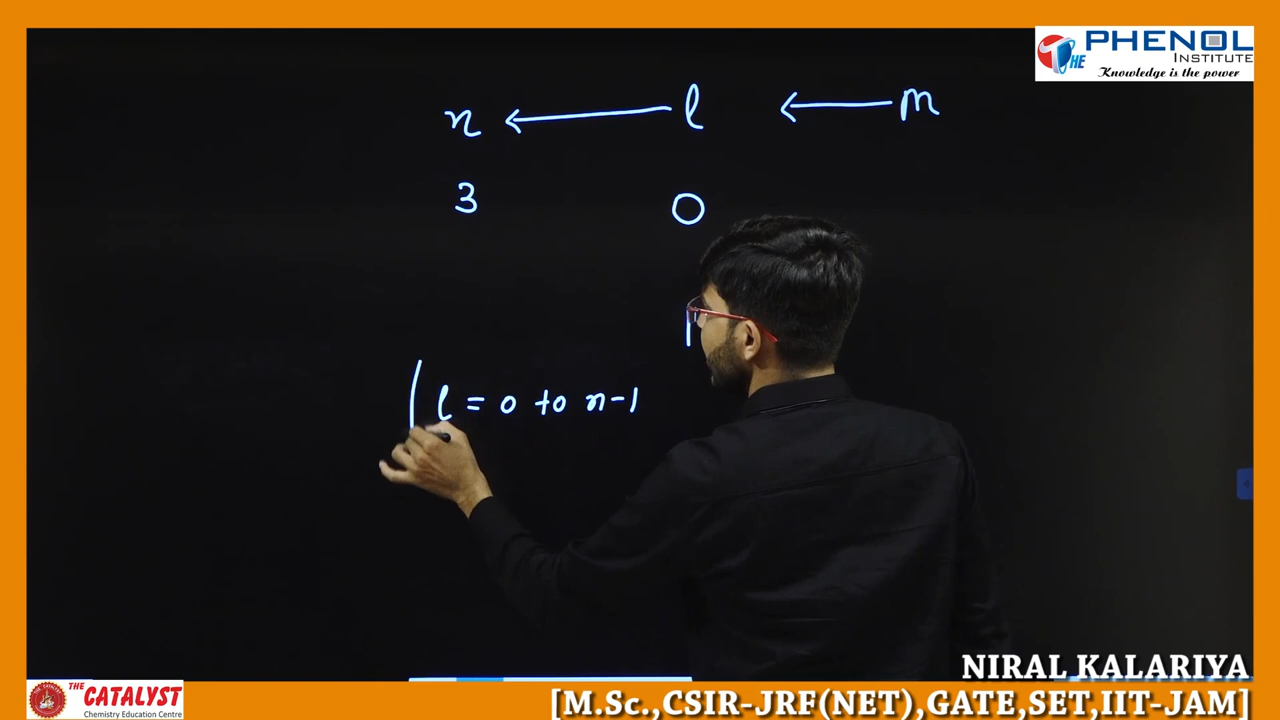 THE PHENOL
INSTITUTE
Knowledge is the power
n ← l ← m
3 0
1
l = 0 to n-1
NIRAL KALARIYA
THE CATALYST
Chemistry Education Centre
[M.Sc.,CSIR-JRF(NET),GATE,SET,IIT-JAM]